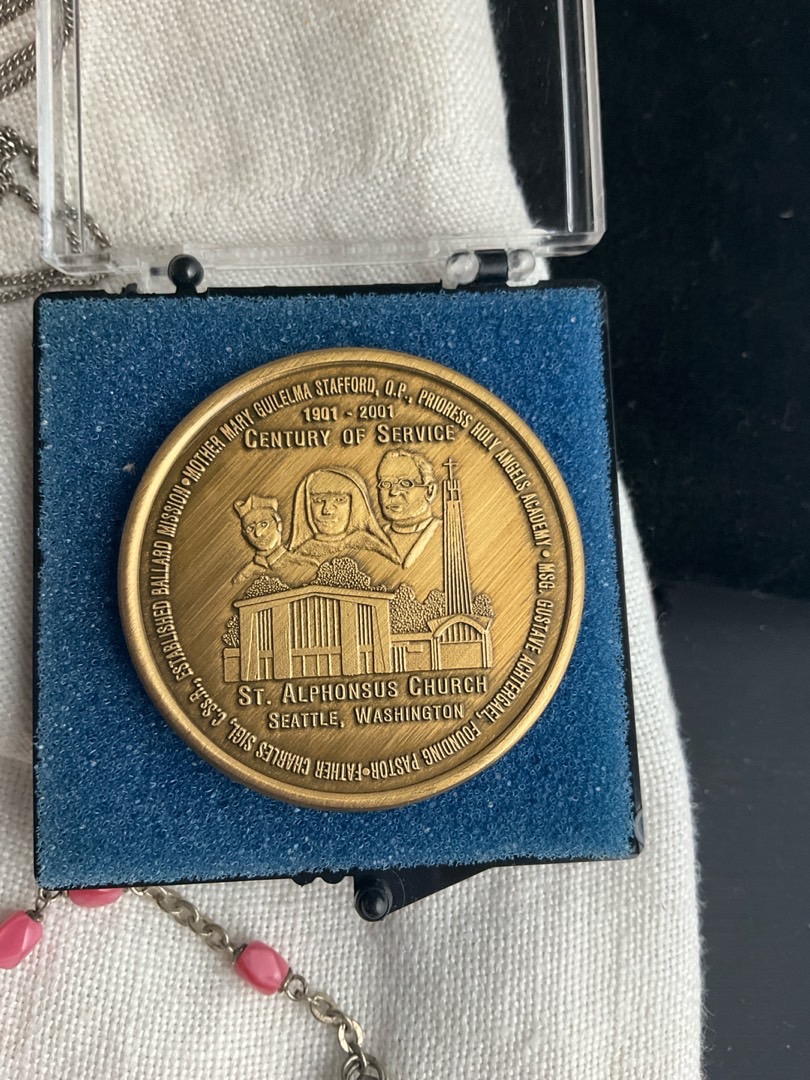 MOTHER MARY GUILELMA STAFFORD, O.P., PRIORESS HOLY ANGELS ACADEMY • MSG. GUSTAVE ACHTERGAEL, FOUNDING PASTOR • FATHER CHARLES SIGL, C.SS.R., ESTABLISHED BALLARD MISSION •
1901 - 2001
CENTURY OF SERVICE
ST. ALPHONSUS CHURCH
SEATTLE, WASHINGTON